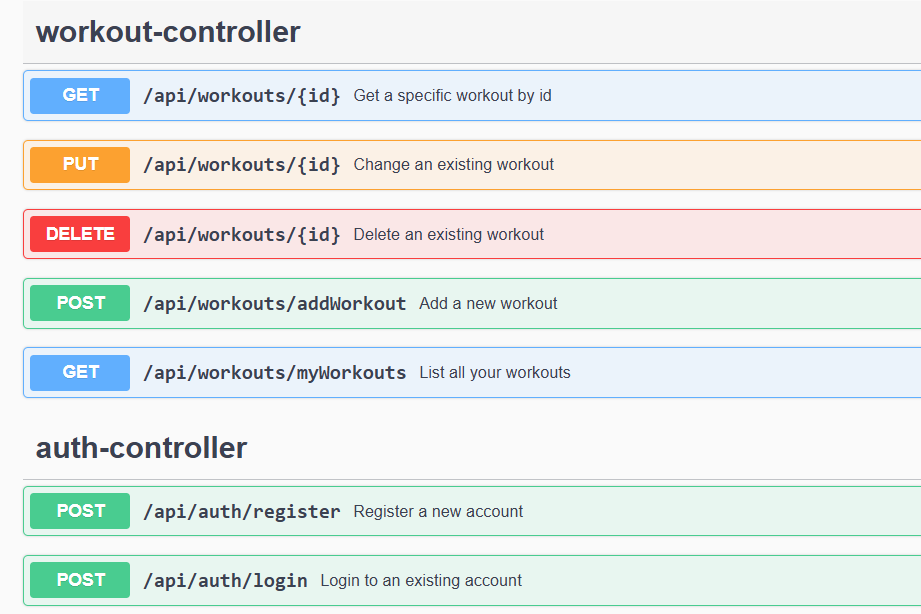 workout-controller
GET /api/workouts/{id} Get a specific workout by id
PUT /api/workouts/{id} Change an existing workout
DELETE /api/workouts/{id} Delete an existing workout
POST /api/workouts/addWorkout Add a new workout
GET /api/workouts/myWorkouts List all your workouts
auth-controller
POST /api/auth/register Register a new account
POST /api/auth/login Login to an existing account